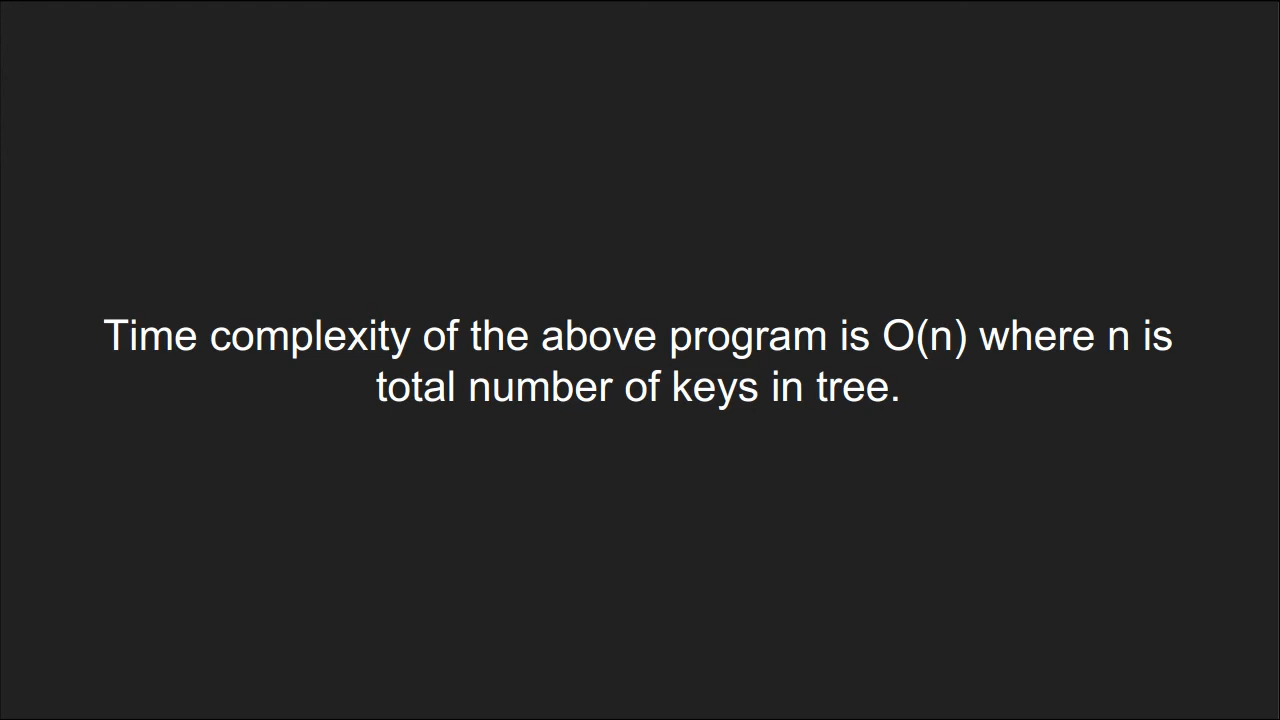 Time complexity of the above program is O(n) where n is
total number of keys in tree.